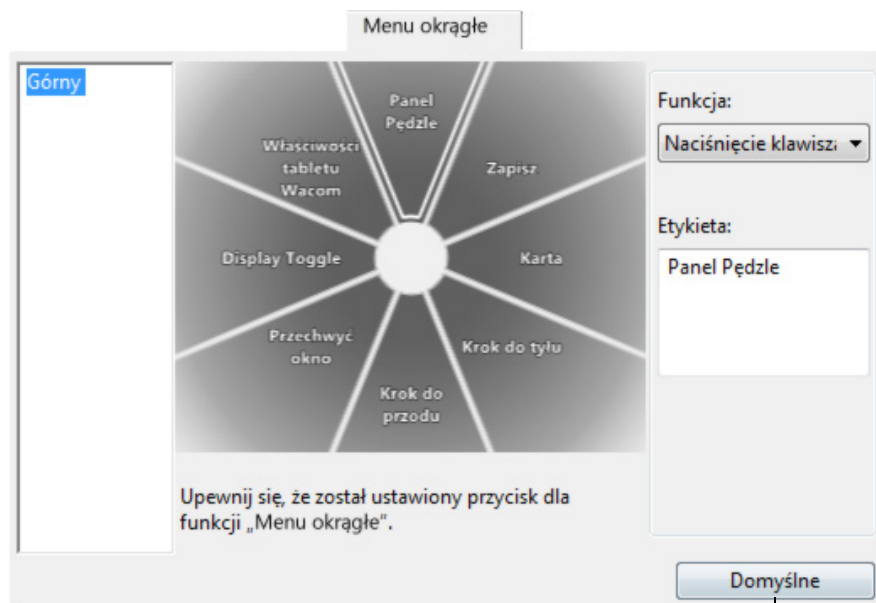 Menu okrągłe
Górny
Panel
Pędzle
Zapisz
Karta
Krok do tyłu
Krok do
przodu
Przechwyć
okno
Display Toggle
Właściwości
tabletu
Wacom
Funkcja:
Naciśnięcie klawisz
Etykieta:
Panel Pędzle
Upewnij się, że został ustawiony przycisk dla
funkcji „Menu okrągłe“.
Domyślne